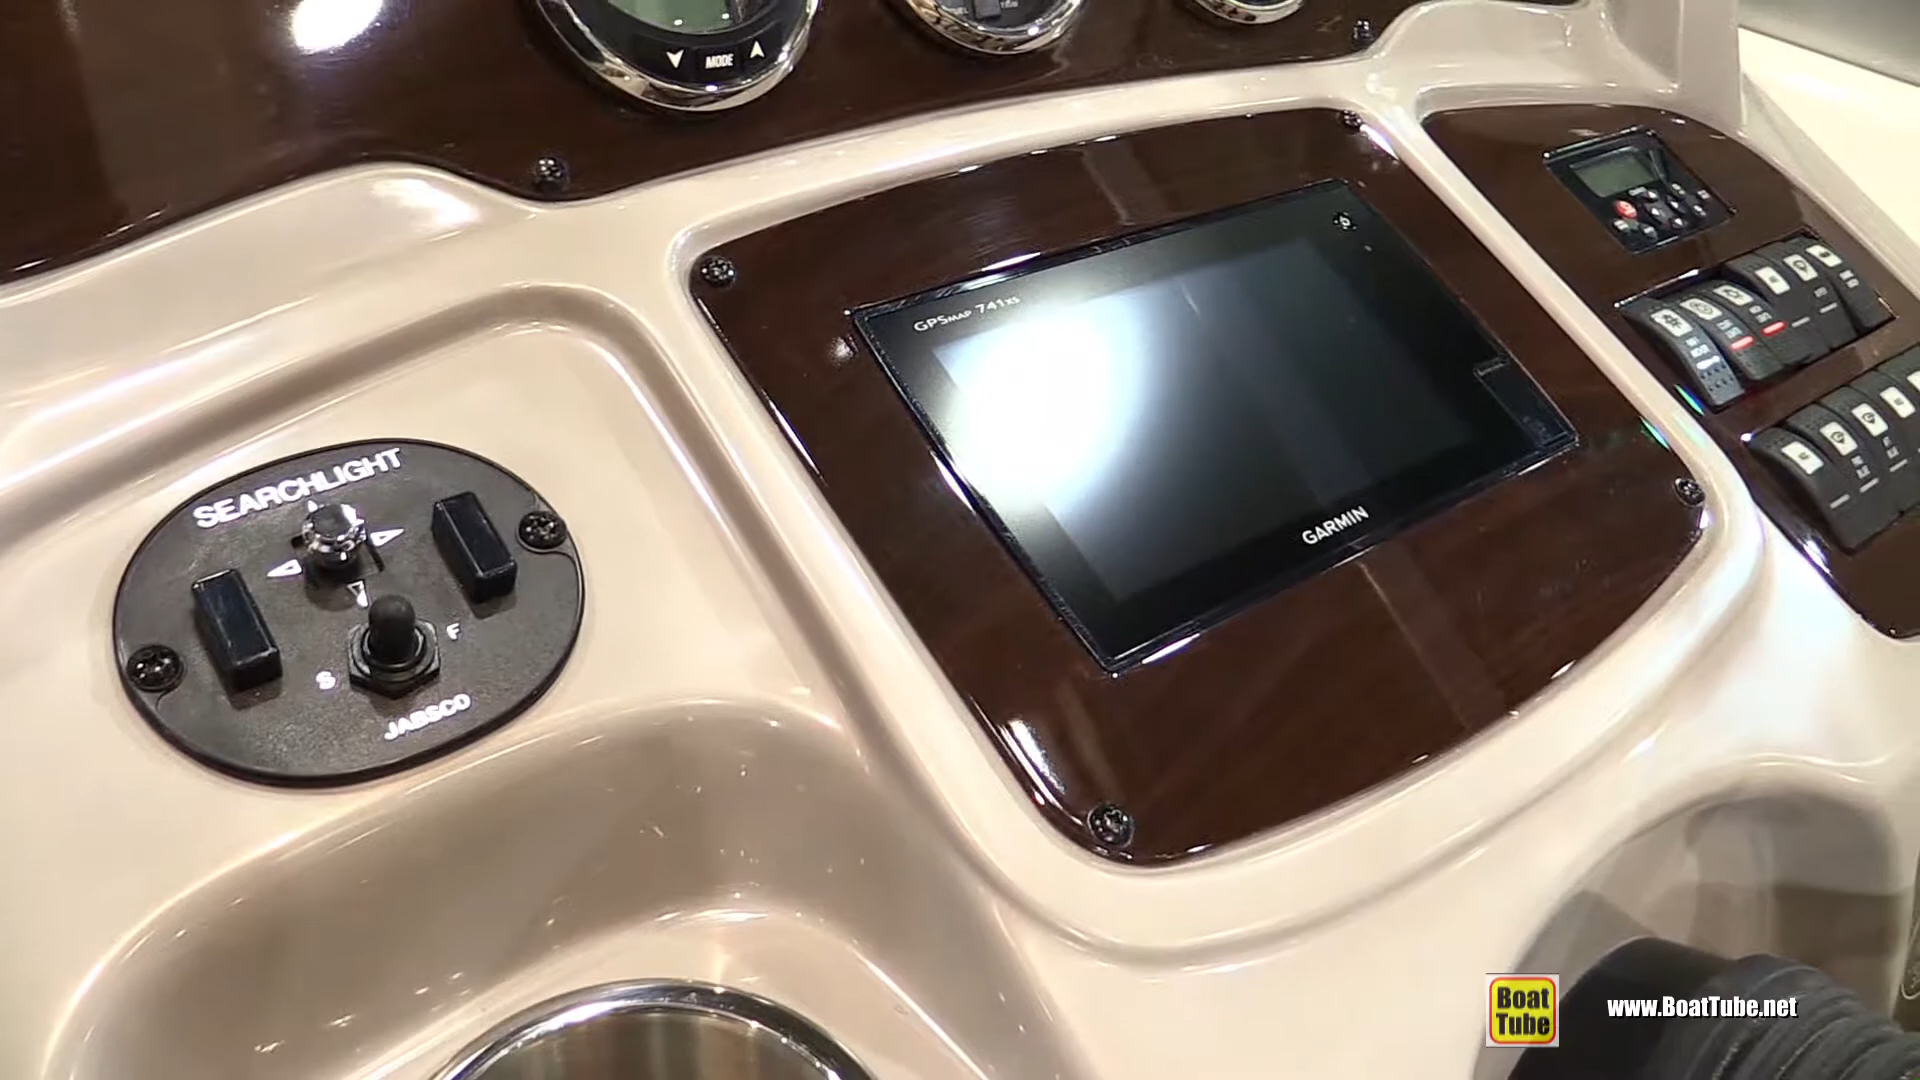 MODE
GPSMAP 741xs
SEARCHLIGHT
F
S
JABSCO
GARMIN
Boat
Tube
www.BoatTube.net